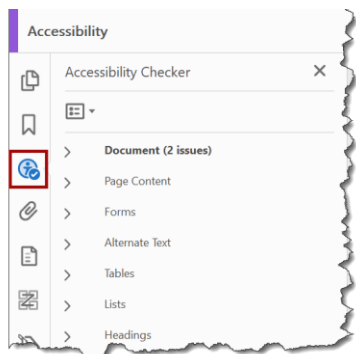 Accessibility
Accessibility Checker
Document (2 issues)
Page Content
Forms
Alternate Text
Tables
Lists
Headings